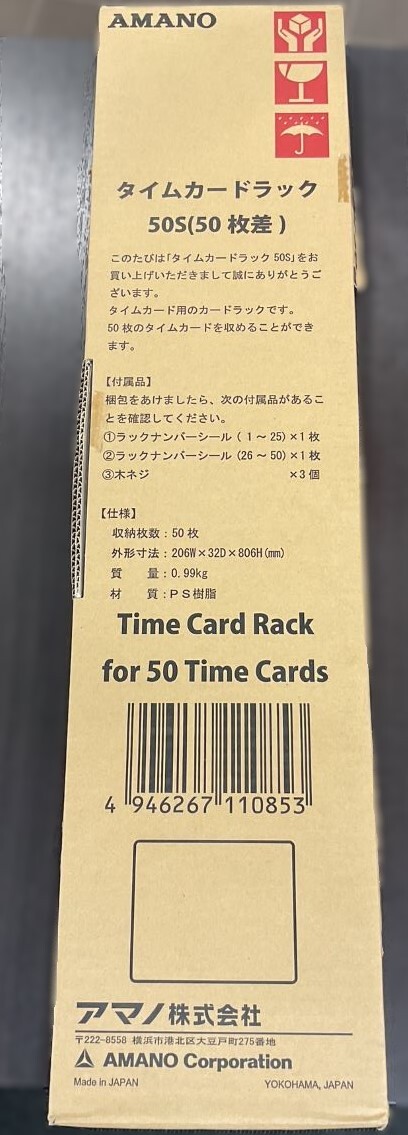 AMANO
タイムカードラック
50S(50 枚差 )
このたびは「タイムカードラック 50S」をお
買い上げいただきまして誠にありがとうご
ざいます。
タイムカード用のカードラックです。
50 枚のタイムカードを収めることができ
ます。
【付属品】
梱包をあけましたら、次の付属品があるこ
とを確認してください。
①ラックナンバーシール ( 1 ～ 25) ×1 枚
②ラックナンバーシール (26 ～ 50) ×1 枚
③木ネジ ×3 個
【仕様】
収納枚数 : 50 枚
外形寸法 : 206W×32D×806H(mm)
質 量 : 0.99kg
材 質 : PS樹脂
Time Card Rack
for 50 Time Cards
4 946267 110853
アマノ株式会社
〒222-8558 横浜市港北区大豆戸町275番地
AMANO Corporation
Made in JAPAN YOKOHAMA, JAPAN